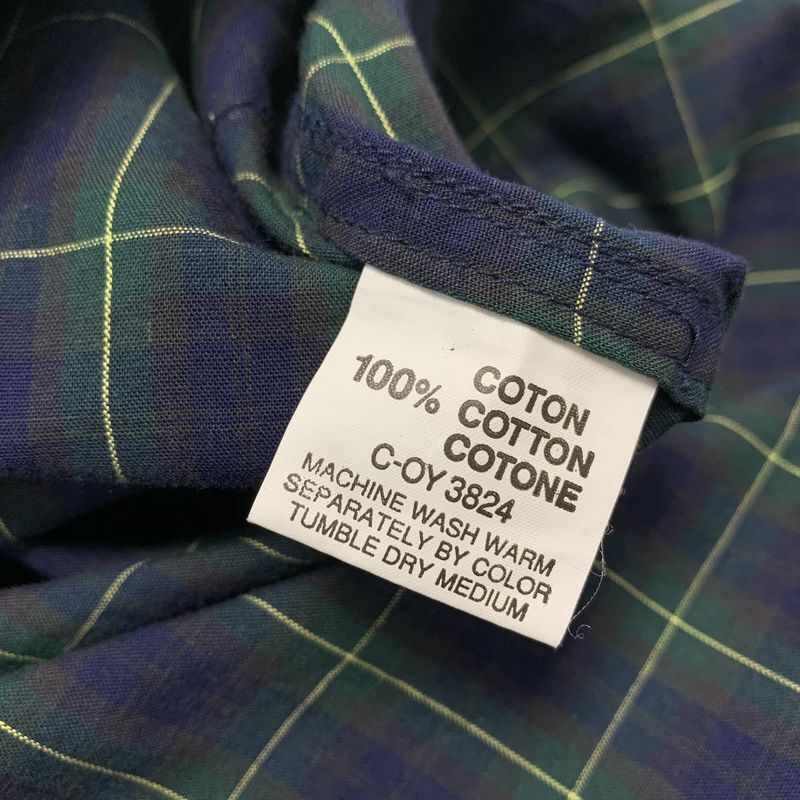 100% COTON
COTTON
COTONE
C-OY 3824
MACHINE WASH WARM
SEPARATELY BY COLOR
TUMBLE DRY MEDIUM